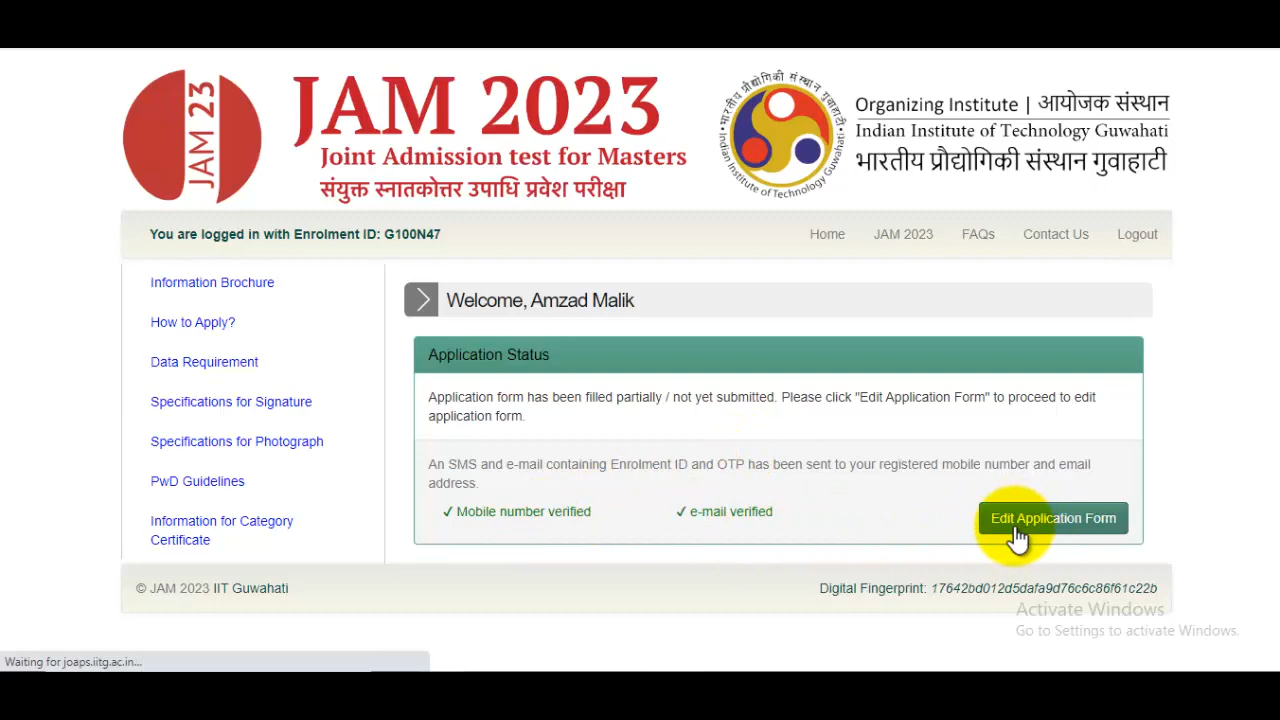 JAM 23
JAM 2023
Joint Admission test for Masters
संयुक्त स्नातकोत्तर उपाधि प्रवेश परीक्षा
भारतीय प्रौद्योगिकी संस्थान गुवाहाटी
Indian Institute of Technology Guwahati
Organizing Institute | आयोजक संस्थान
Indian Institute of Technology Guwahati
भारतीय प्रौद्योगिकी संस्थान गुवाहाटी
You are logged in with Enrolment ID: G100N47
Home JAM 2023 FAQs Contact Us Logout
Information Brochure
How to Apply?
Data Requirement
Specifications for Signature
Specifications for Photograph
PwD Guidelines
Information for Category
Certificate
Welcome, Amzad Malik
Application Status
Application form has been filled partially / not yet submitted. Please click "Edit Application Form" to proceed to edit
application form.
An SMS and e-mail containing Enrolment ID and OTP has been sent to your registered mobile number and email
address.
✓ Mobile number verified ✓ e-mail verified
Edit Application Form
© JAM 2023 IIT Guwahati
Digital Fingerprint: 17642bd012d5dafa9d76c6c86f61c22b
Activate Windows
Go to Settings to activate Windows.
Waiting for joaps.iitg.ac.in...